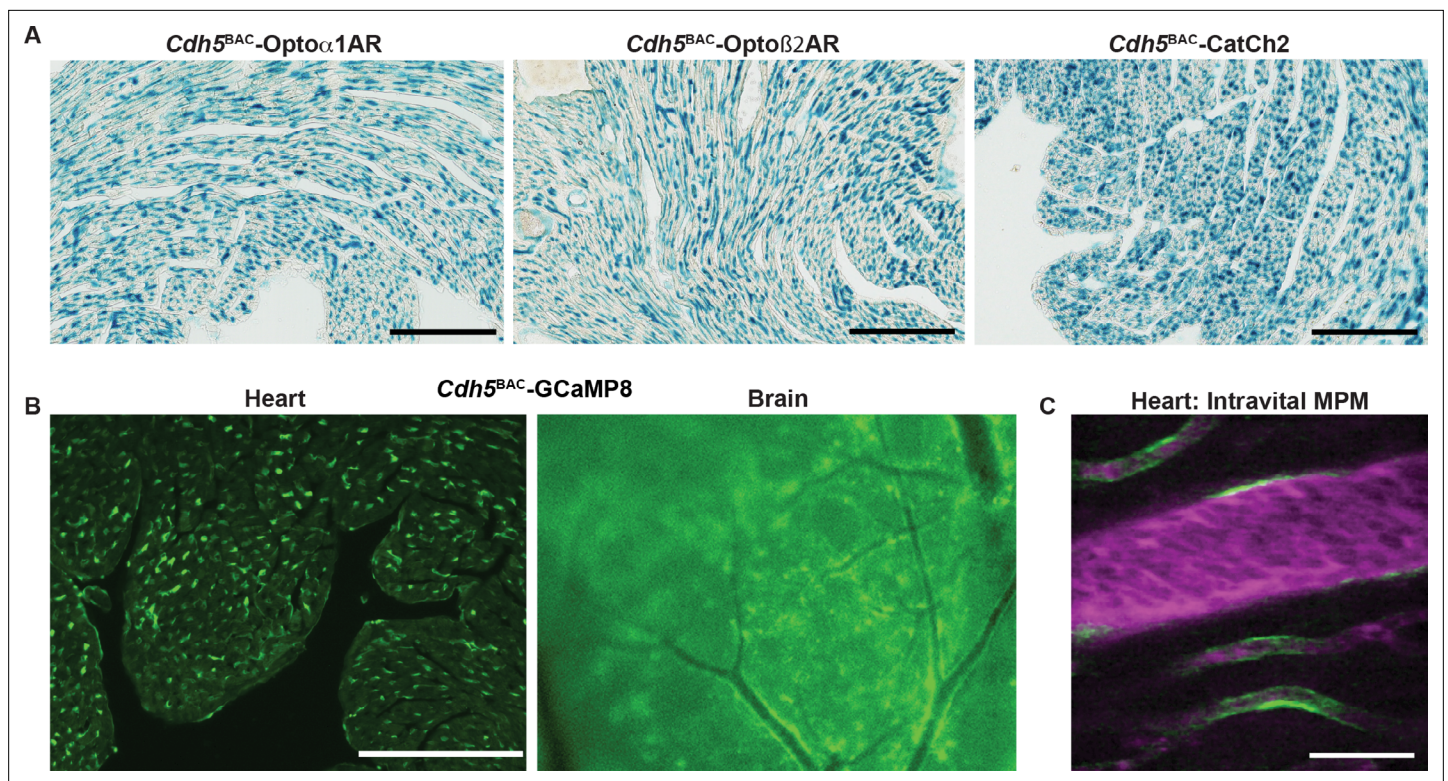 A
Cdh5BAC-Optoα1AR
Cdh5BAC-Optoß2AR
Cdh5BAC-CatCh2
B
Cdh5BAC-GCaMP8
Heart
Brain
C
Heart: Intravital MPM